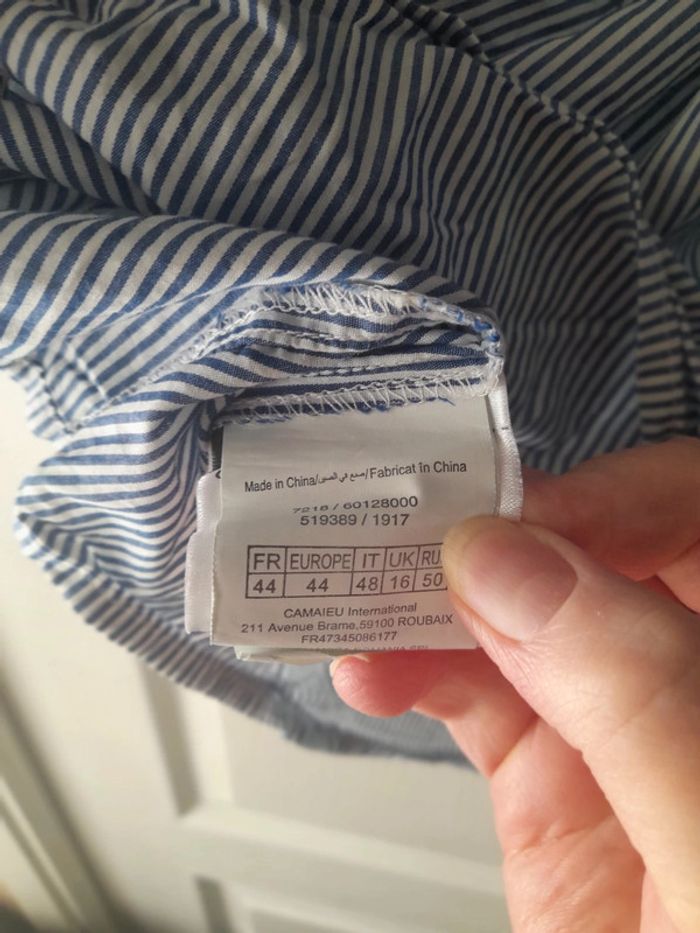 Made in China/صنع في الصين/Fabricat în China
7218 / 60128000
519389 / 1917
FR EUROPE IT UK RU
44 44 48 16 50
CAMAIEU International
211 Avenue Brame,59100 ROUBAIX
FR47345086177